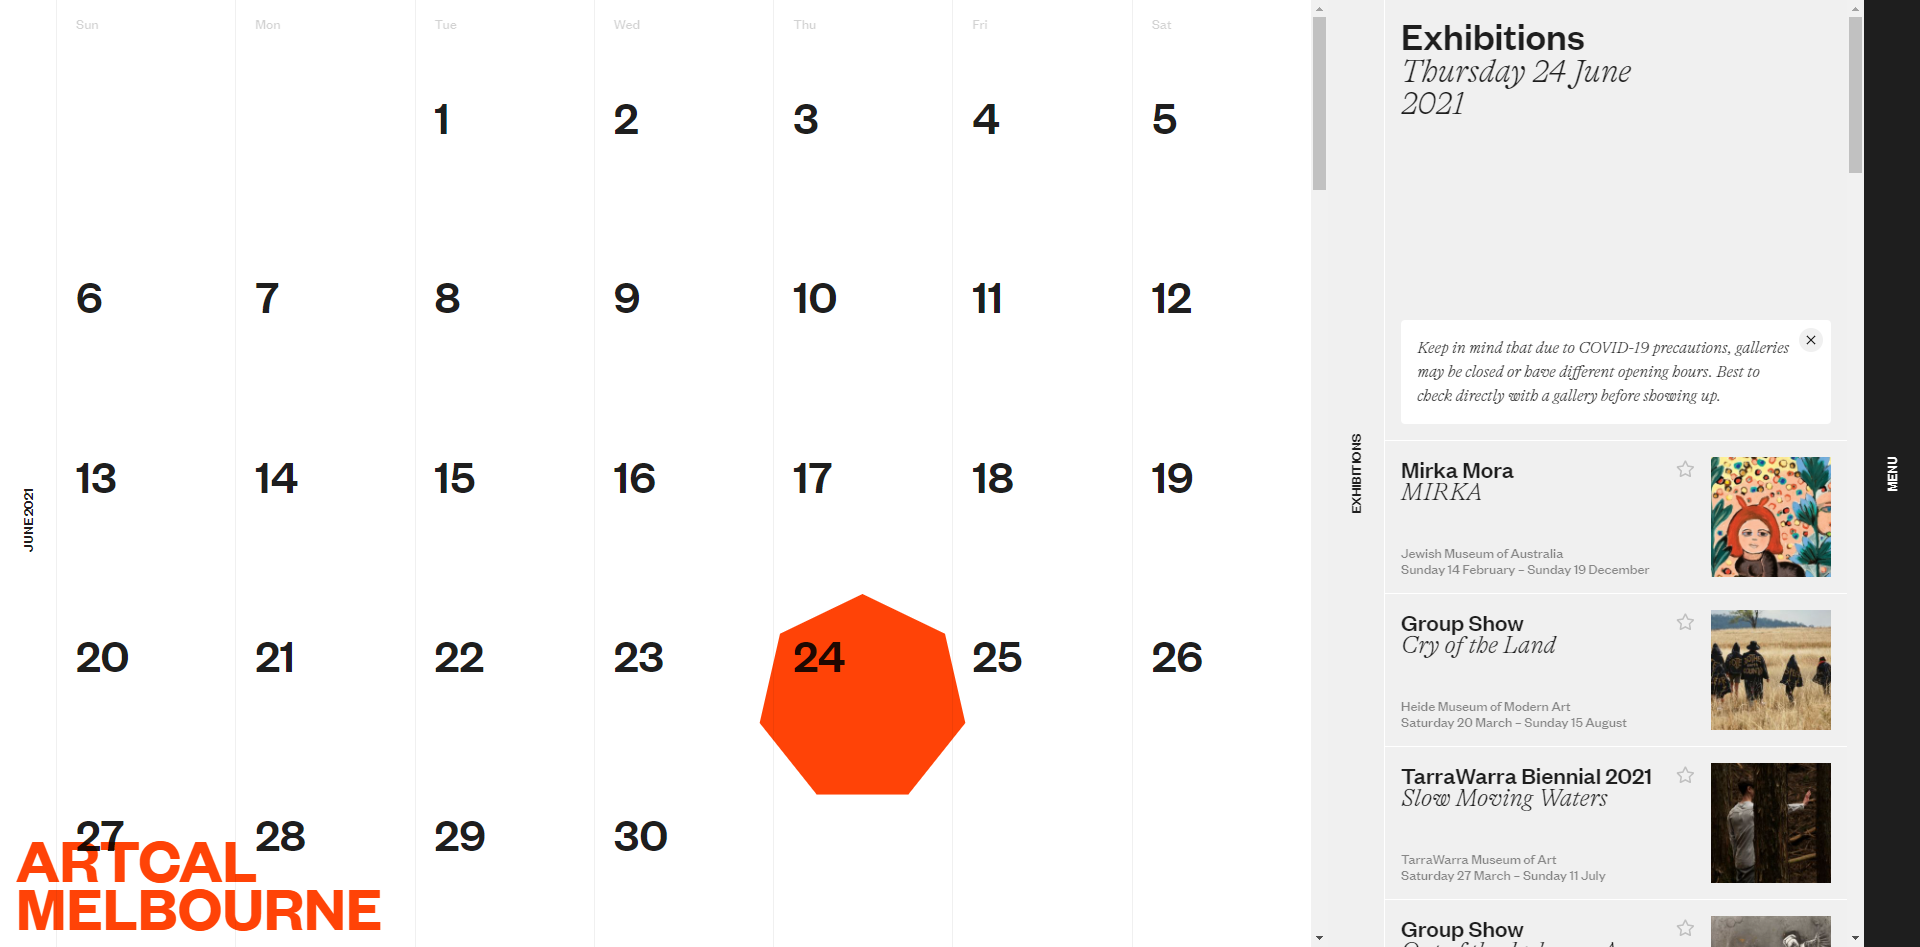 Sun Mon Tue Wed Thu Fri Sat
1 2 3 4 5
6 7 8 9 10 11 12
13 14 15 16 17 18 19
20 21 22 23 24 25 26
27 28 29 30
JUNE2021
ARTCAL
MELBOURNE
EXHIBITIONS
Exhibitions
Thursday 24 June
2021
Keep in mind that due to COVID-19 precautions, galleries
may be closed or have different opening hours. Best to
check directly with a gallery before showing up.
Mirka Mora
MIRKA
Jewish Museum of Australia
Sunday 14 February – Sunday 19 December
Group Show
Cry of the Land
Heide Museum of Modern Art
Saturday 20 March – Sunday 15 August
TarraWarra Biennial 2021
Slow Moving Waters
TarraWarra Museum of Art
Saturday 27 March – Sunday 11 July
Group Show
MENU